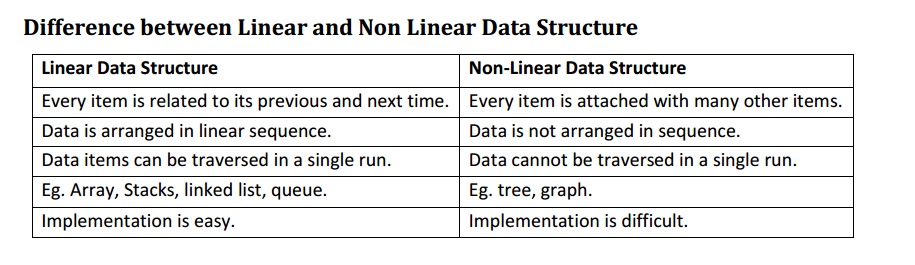 Difference between Linear and Non Linear Data Structure
Linear Data Structure Non-Linear Data Structure
Every item is related to its previous and next time. Every item is attached with many other items.
Data is arranged in linear sequence. Data is not arranged in sequence.
Data items can be traversed in a single run. Data cannot be traversed in a single run.
Eg. Array, Stacks, linked list, queue. Eg. tree, graph.
Implementation is easy. Implementation is difficult.